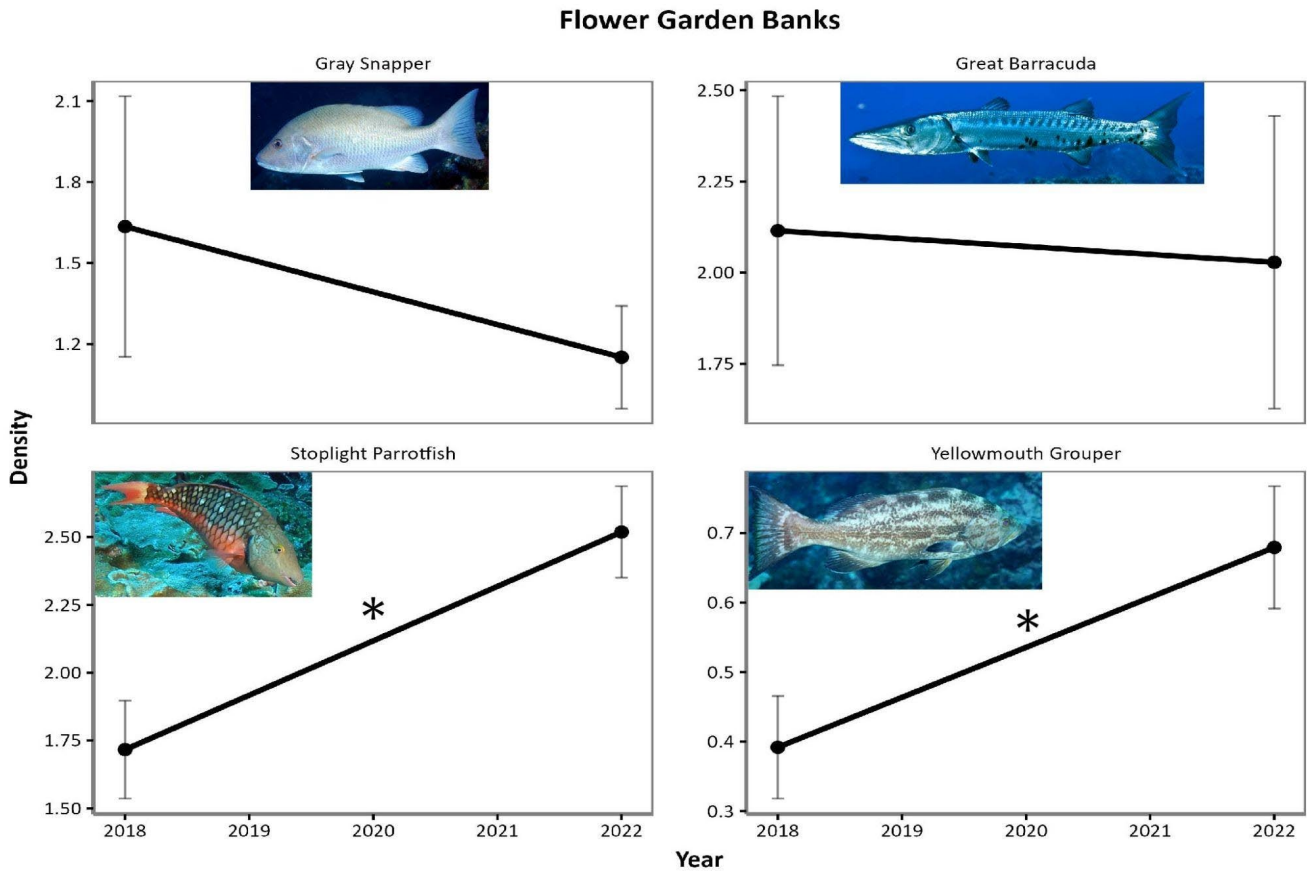 Flower Garden Banks
Gray Snapper
2.1
1.8
1.5
1.2
Great Barracuda
2.50
2.25
2.00
1.75
Density
Stoplight Parrotfish
2.50
2.25
2.00
1.75
1.50
*
2018 2019 2020 2021 2022
Yellowmouth Grouper
0.7
0.6
0.5
0.4
0.3
*
2018 2019 2020 2021 2022
Year